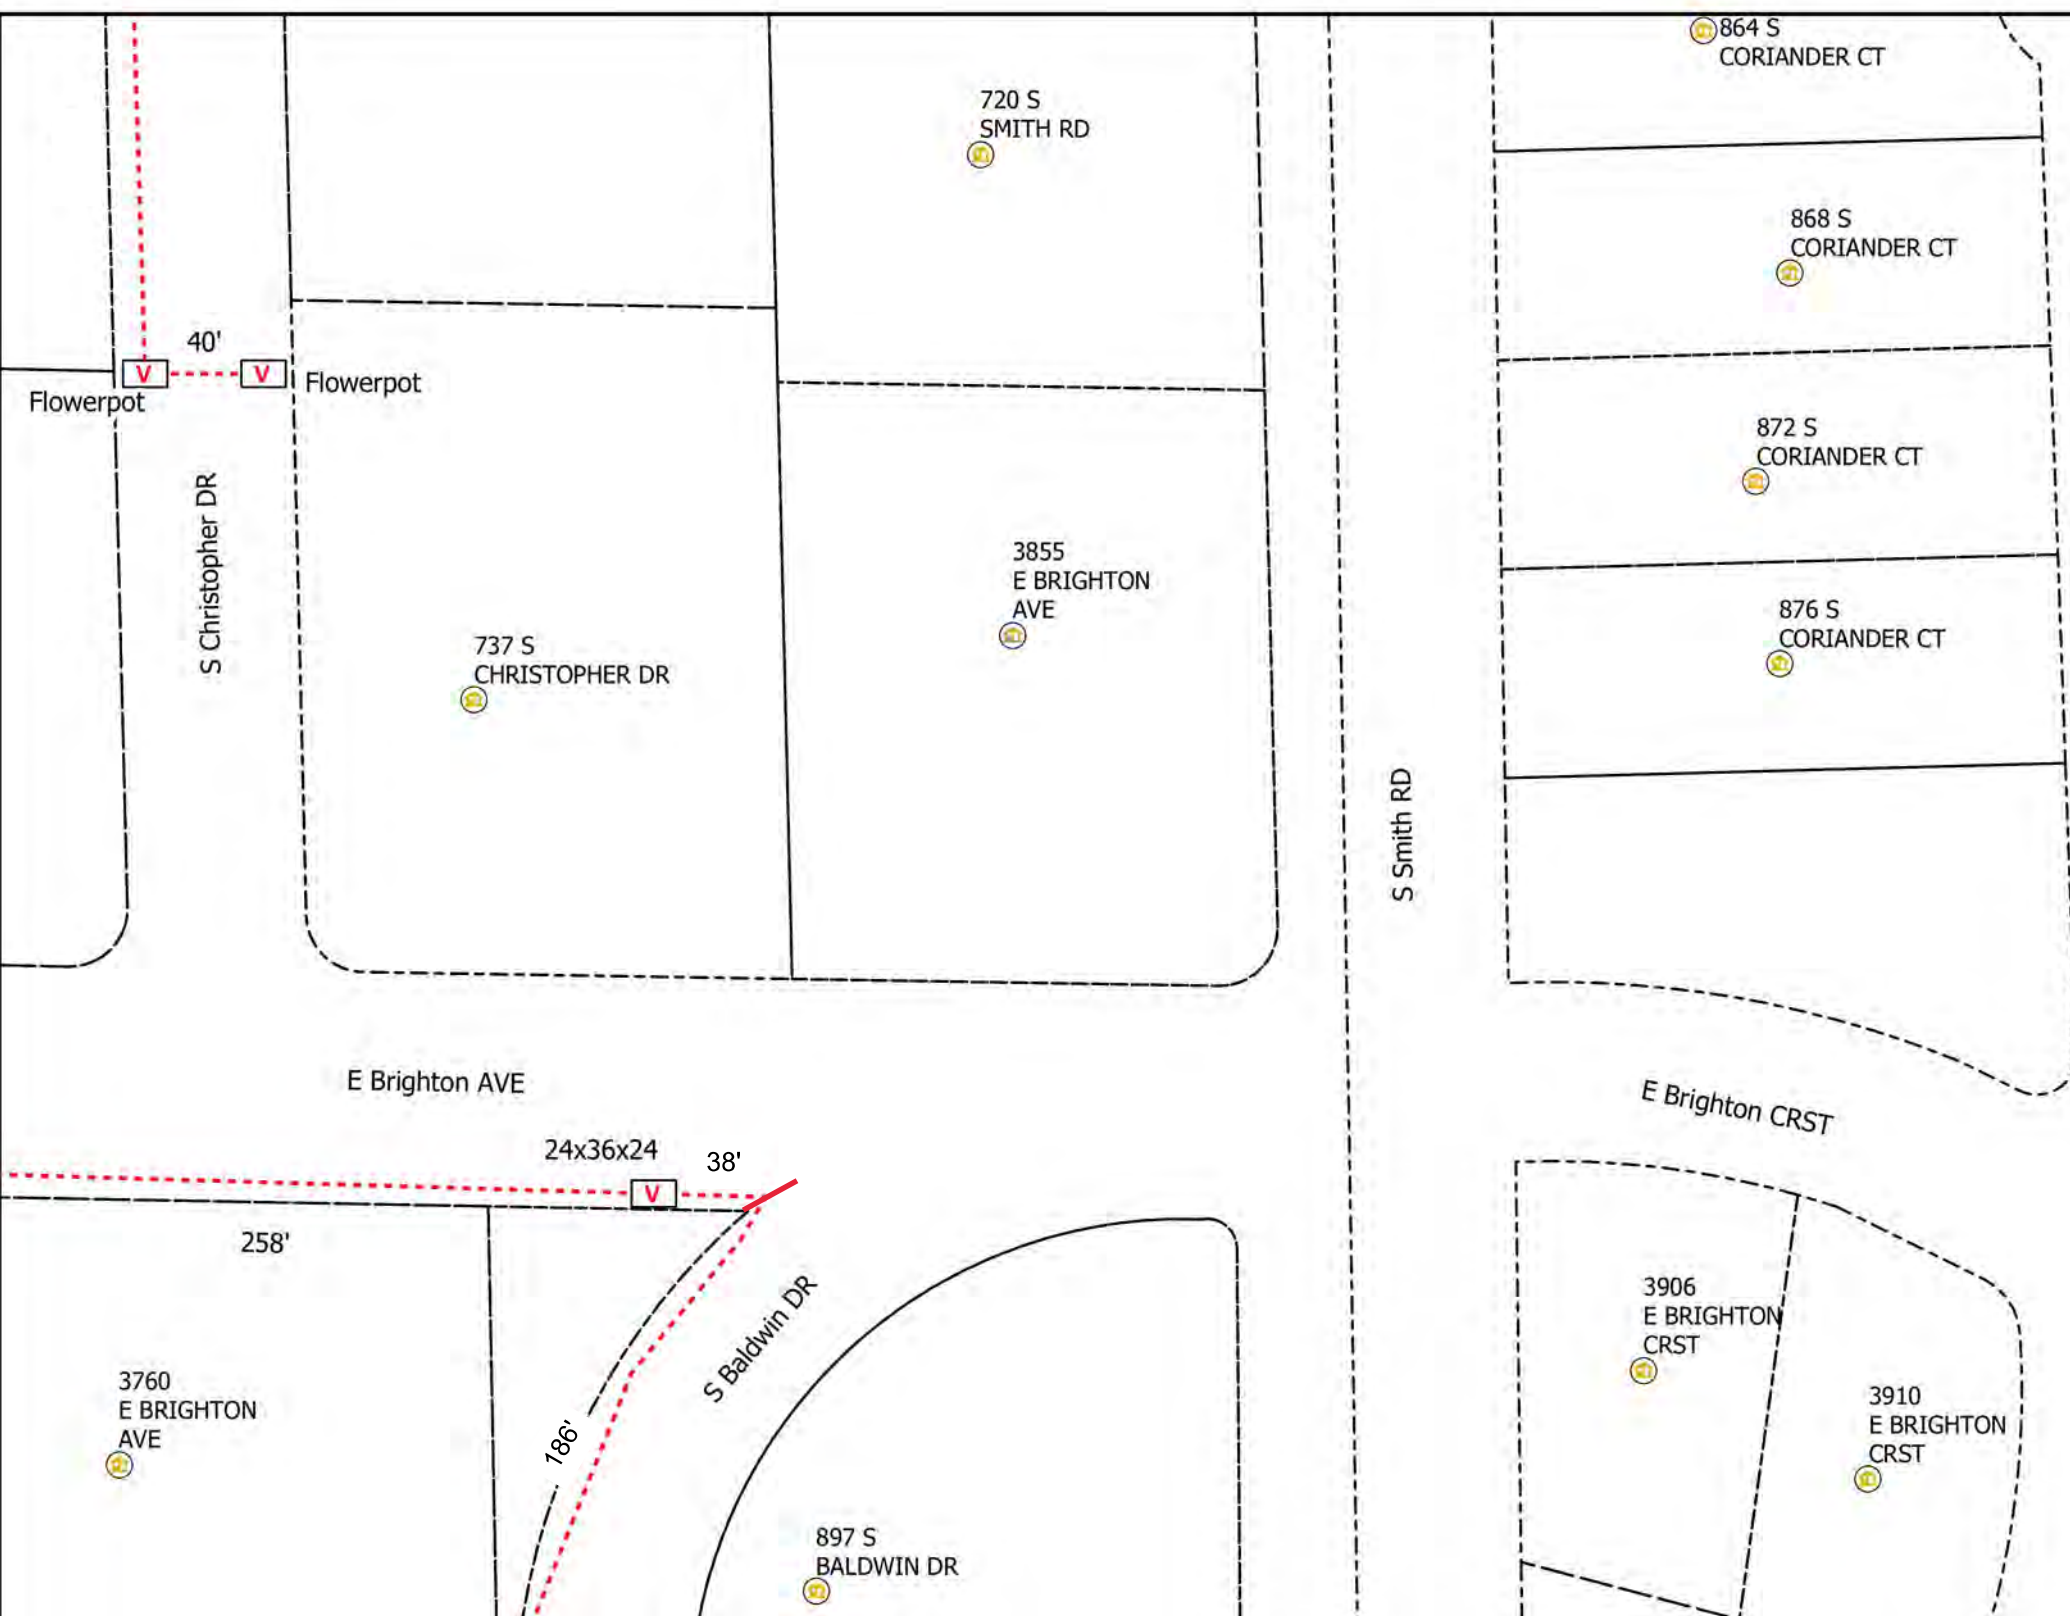 864 S
CORIANDER CT
720 S
SMITH RD
868 S
CORIANDER CT
40'
V
V
Flowerpot
Flowerpot
872 S
CORIANDER CT
S Christopher DR
3855
E BRIGHTON
AVE
876 S
CORIANDER CT
737 S
CHRISTOPHER DR
S Smith RD
E Brighton AVE
E Brighton CRST
24x36x24
38'
V
258'
S Baldwin DR
3906
E BRIGHTON
CRST
3760
E BRIGHTON
AVE
186'
3910
E BRIGHTON
CRST
897 S
BALDWIN DR